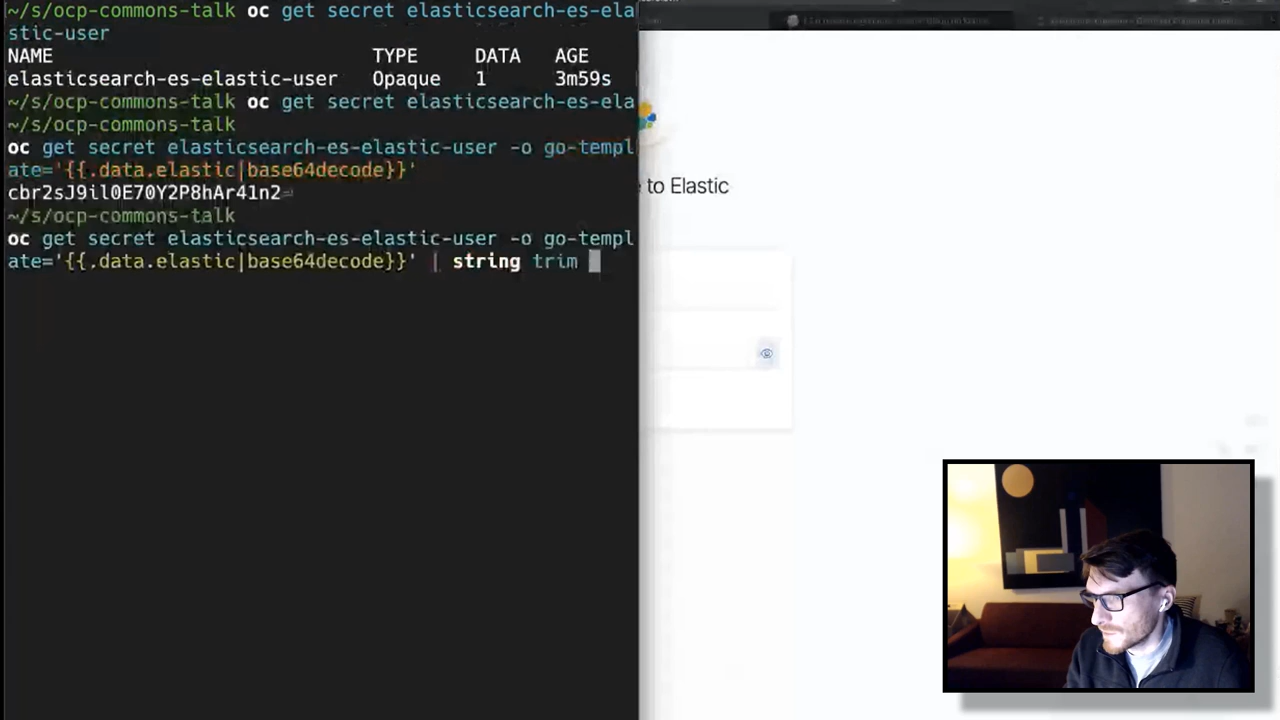 ~/s/ocp-commons-talk oc get secret elasticsearch-es-ela
stic-user
NAME TYPE DATA AGE
elasticsearch-es-elastic-user Opaque 1 3m59s
~/s/ocp-commons-talk oc get secret elasticsearch-es-ela
~/s/ocp-commons-talk
oc get secret elasticsearch-es-elastic-user -o go-templ
ate='{{.data.elastic|base64decode}}'
cbr2sJ9il0E70Y2P8hAr41n2⏎
~/s/ocp-commons-talk
oc get secret elasticsearch-es-elastic-user -o go-templ
ate='{{.data.elastic|base64decode}}' | string trim
to Elastic